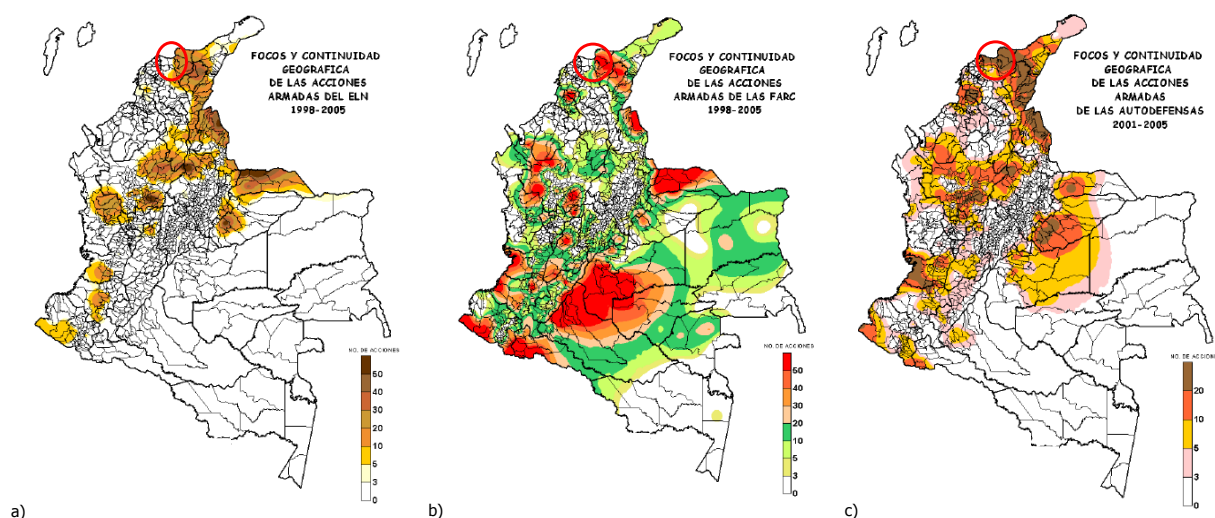 FOCOS Y CONTINUIDAD
GEOGRAFICA
DE LAS ACCIONES
ARMADAS DEL ELN
1998-2005
NO. DE ACCIONES
50
40
30
20
10
5
3
0
a)
FOCOS Y CONTINUIDAD
GEOGRAFICA
DE LAS ACCIONES
ARMADAS DE LAS FARC
1998-2005
NO. DE ACCIONES
50
40
30
20
10
5
3
0
b)
FOCOS Y CONTINUIDAD
GEOGRAFICA
DE LAS ACCIONES
ARMADAS
DE LAS AUTODEFENSAS
2001-2005
NO. DE ACCION
20
10
5
3
0
c)